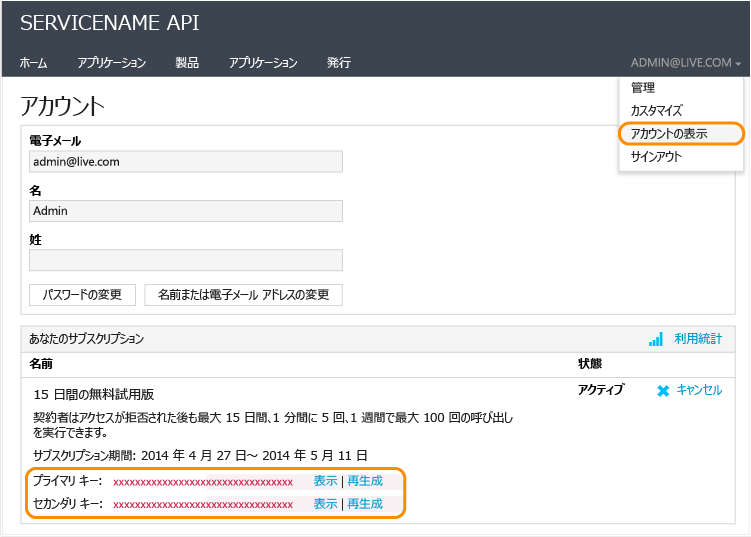 SERVICENAME API
ホーム アプリケーション 製品 アプリケーション 発行 ADMIN@LIVE.COM
管理
カスタマイズ
アカウントの表示
サインアウト
アカウント
電子メール
admin@live.com
名
Admin
姓
パスワードの変更 名前または電子メール アドレスの変更
あなたのサブスクリプション 利用統計
名前 状態
15 日間の無料試用版 アクティブ キャンセル
契約者はアクセスが拒否された後も最大 15 日間、1 分間に 5 回、1 週間で最大 100 回の呼び出し
を実行できます。
サブスクリプション期間: 2014 年 4 月 27 日～ 2014 年 5 月 11 日
プライマリ キー: xxxxxxxxxxxxxxxxxxxxxxxxxxxxxxxx 表示 | 再生成
セカンダリ キー: xxxxxxxxxxxxxxxxxxxxxxxxxxxxxxxx 表示 | 再生成